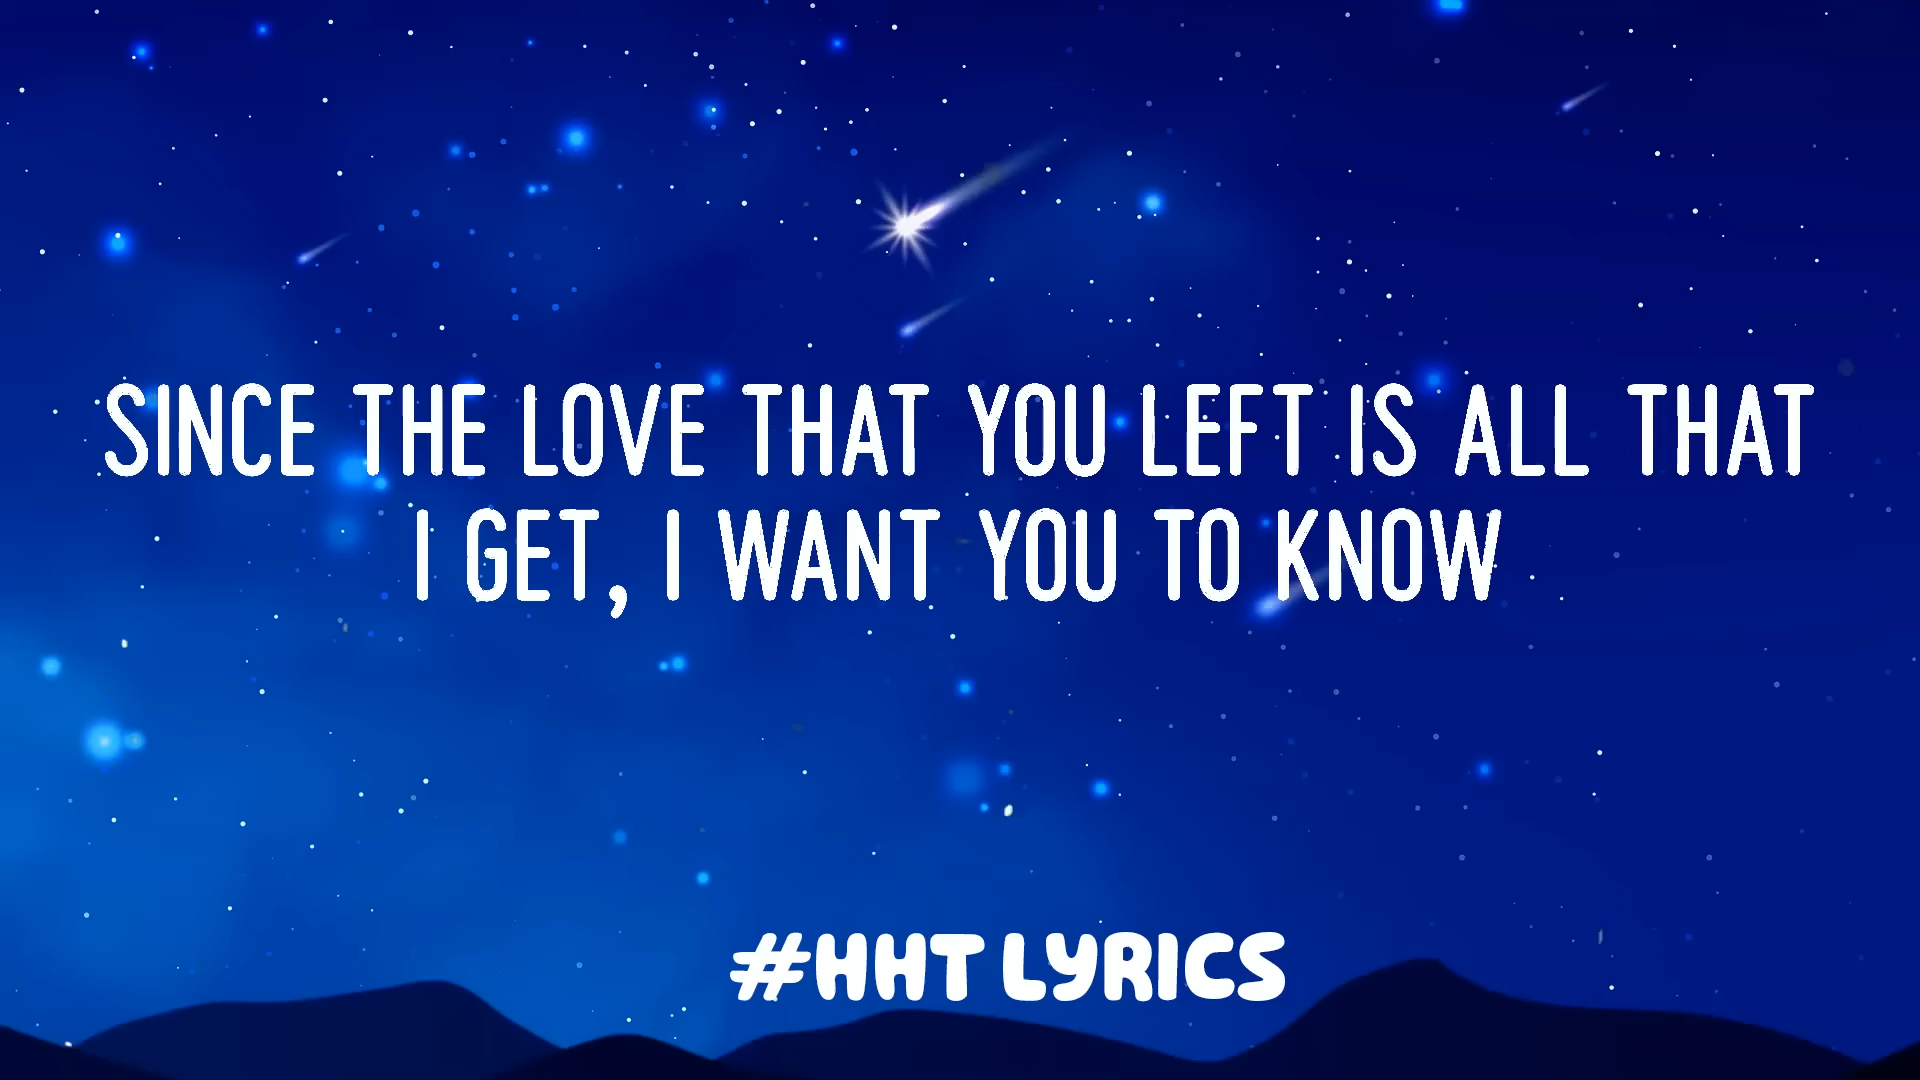 SINCE THE LOVE THAT YOU LEFT IS ALL THAT
I GET, I WANT YOU TO KNOW
#HHT LYRICS